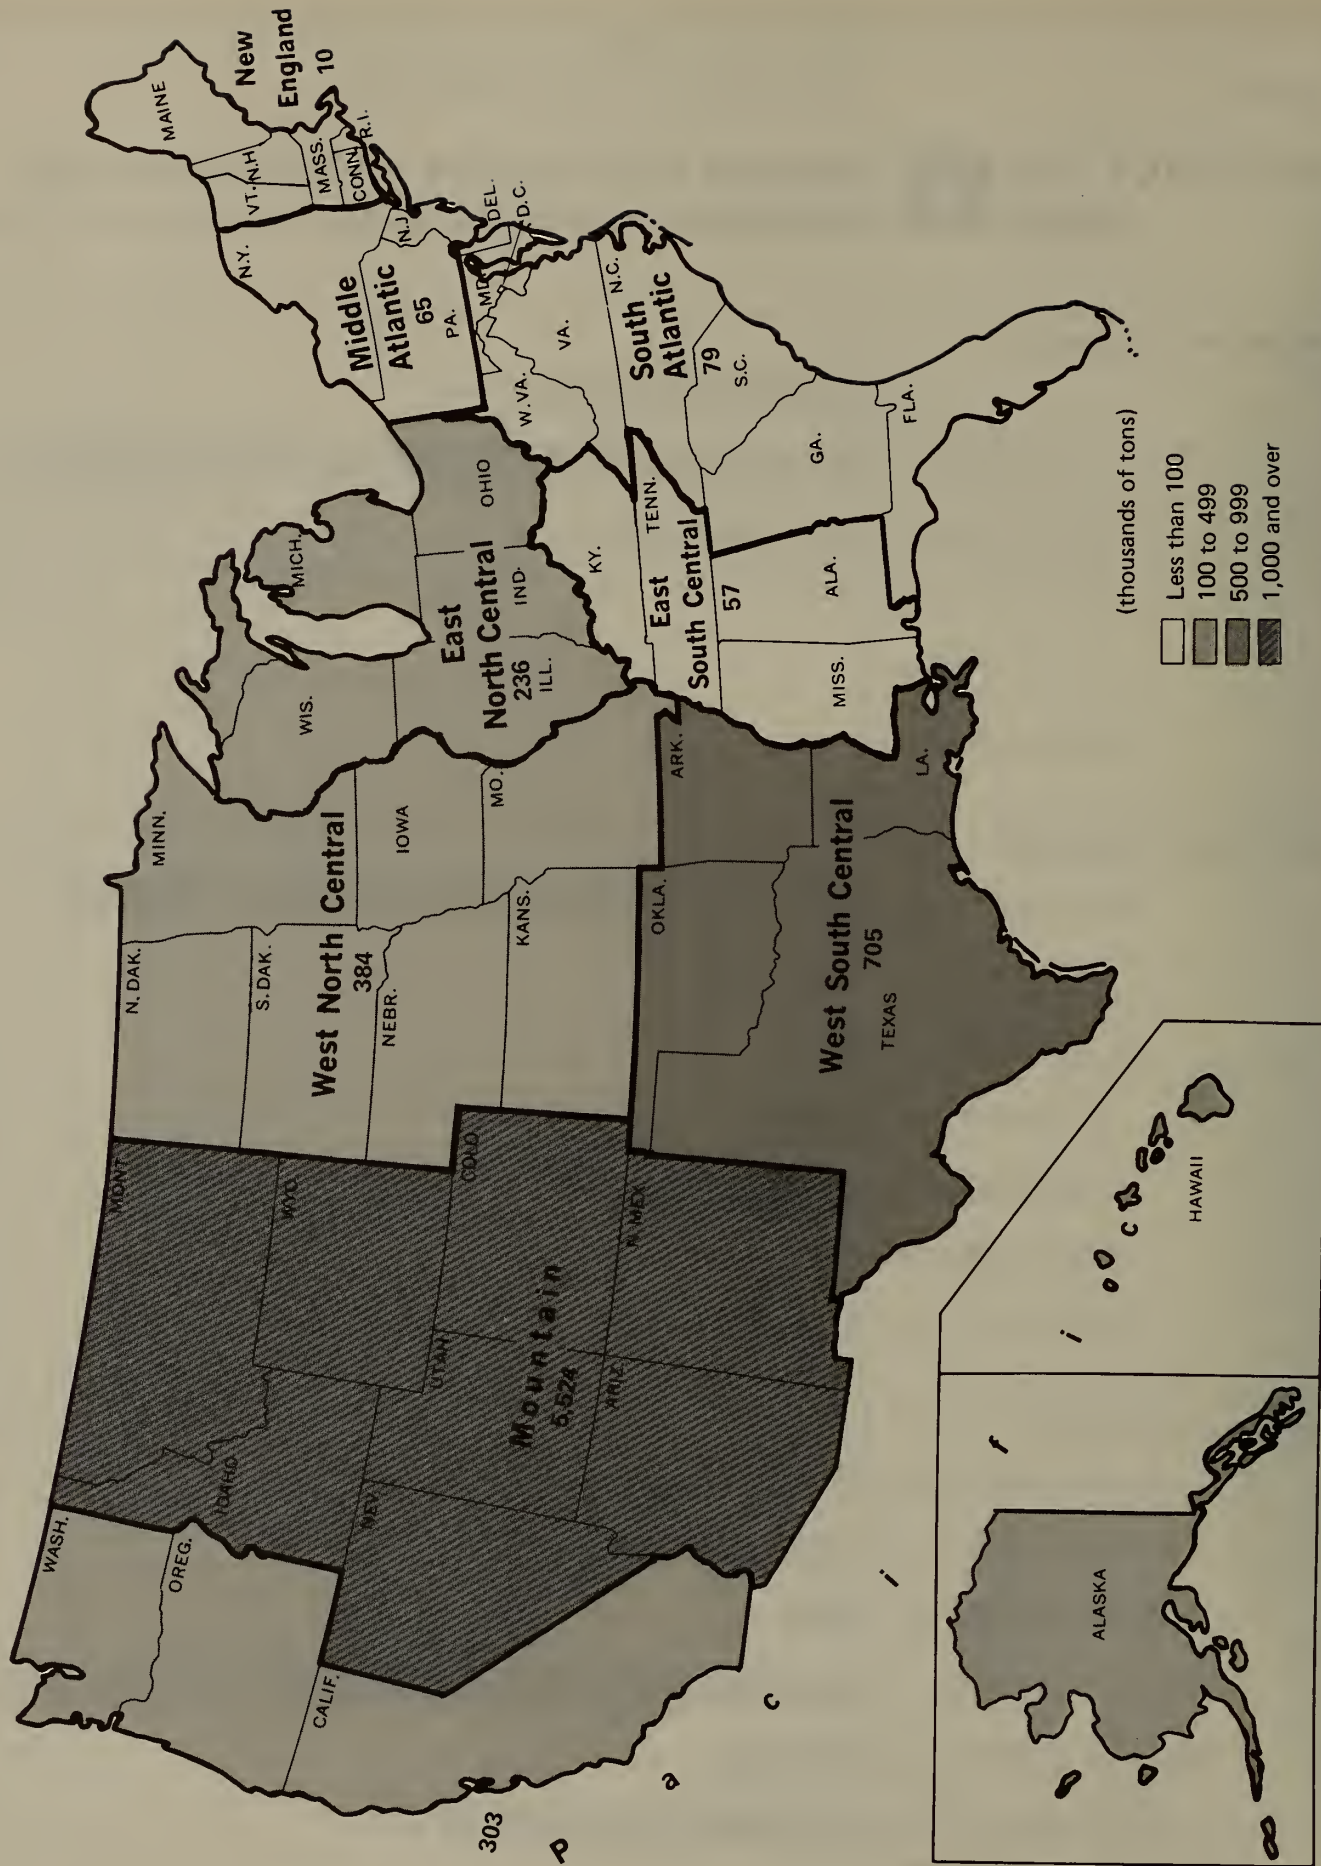 WASH.
OREG.
CALIF.
303
P
a
c
i
f
i
c
MONT.
IDAHO
WYO.
NEV.
UTAH
COLO.
ARIZ.
N. MEX.
Mountain
5,524
N. DAK.
MINN.
S. DAK.
West North Central
384
NEBR.
IOWA
KANS.
MO.
OKLA.
ARK.
West South Central
705
TEXAS
LA.
WIS.
MICH.
East
North Central
236
ILL.
IND.
OHIO
KY.
TENN.
East
South Central
57
MISS.
ALA.
MAINE
New
England
10
VT.
N.H.
MASS.
CONN.
R.I.
N.Y.
Middle
Atlantic
65
N.J.
PA.
MD.
DEL.
D.C.
W.VA.
VA.
N.C.
South
Atlantic
79
S.C.
GA.
FLA.
ALASKA
HAWAII
(thousands of tons)
Less than 100
100 to 499
500 to 999
1,000 and over